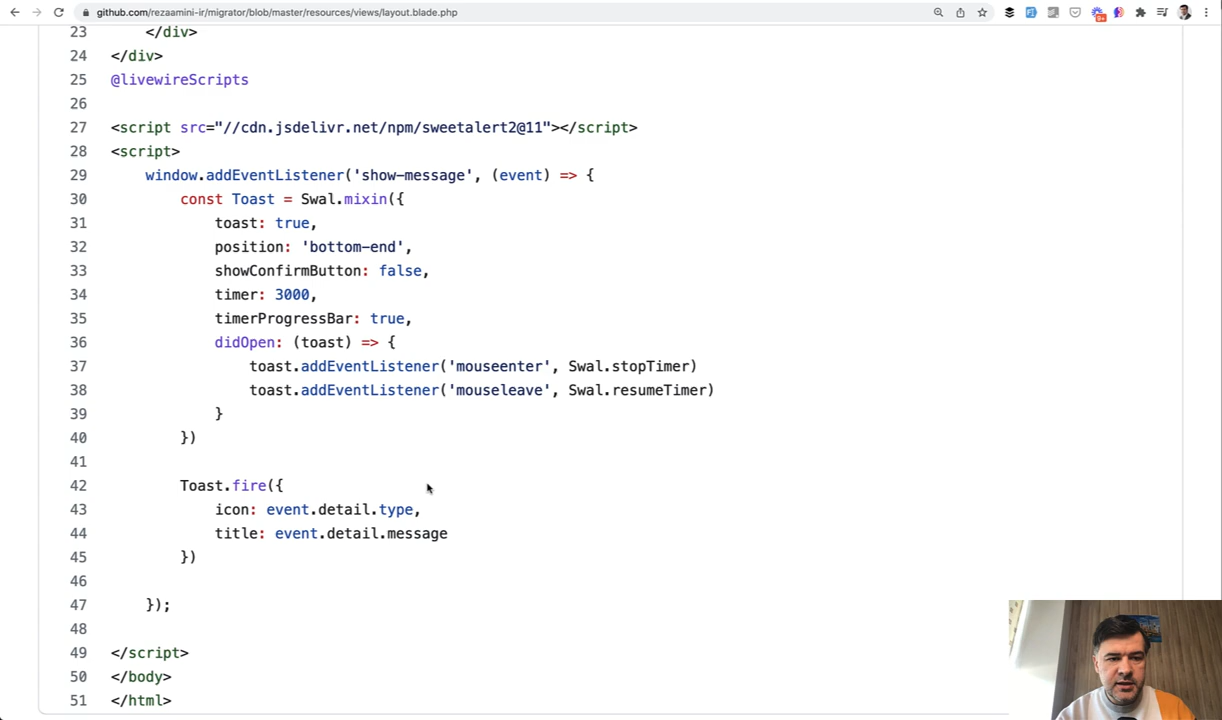 github.com/rezaamini-ir/migrator/blob/master/resources/views/layout.blade.php
9+
23 </div>
24 </div>
25 @livewireScripts
26
27 <script src="//cdn.jsdelivr.net/npm/sweetalert2@11"></script>
28 <script>
29 window.addEventListener('show-message', (event) => {
30 const Toast = Swal.mixin({
31 toast: true,
32 position: 'bottom-end',
33 showConfirmButton: false,
34 timer: 3000,
35 timerProgressBar: true,
36 didOpen: (toast) => {
37 toast.addEventListener('mouseenter', Swal.stopTimer)
38 toast.addEventListener('mouseleave', Swal.resumeTimer)
39 }
40 })
41
42 Toast.fire({
43 icon: event.detail.type,
44 title: event.detail.message
45 })
46
47 });
48
49 </script>
50 </body>
51 </html>